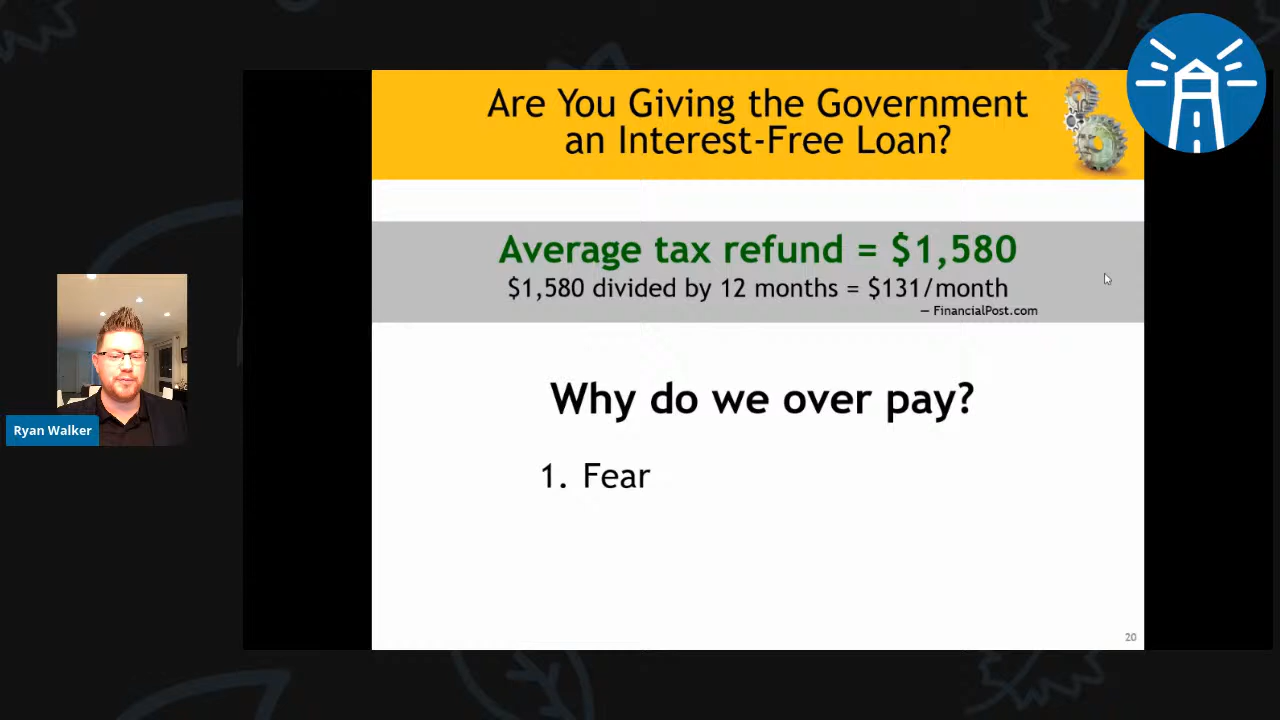 Are You Giving the Government
an Interest-Free Loan?
Average tax refund = $1,580
$1,580 divided by 12 months = $131/month
— FinancialPost.com
Why do we over pay?
1. Fear
Ryan Walker
20